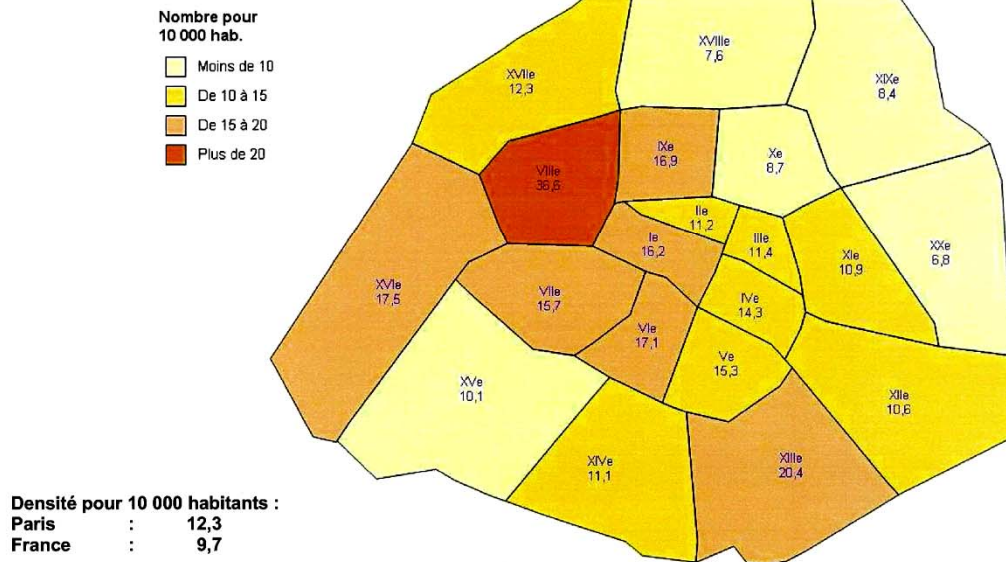 Nombre pour
10 000 hab.
Moins de 10
De 10 à 15
De 15 à 20
Plus de 20
XVIIIe
7,6
XVIIe
12,3
XIXe
8,4
IXe
16,9
Xe
8,7
VIIIe
36,6
IIe
11,2
IIIe
11,4
Ie
16,2
XIe
10,9
XXe
6,8
XVIe
17,5
VIIe
15,7
IVe
14,3
VIe
17,1
Ve
15,3
XVe
10,1
XIIe
10,6
XIVe
11,1
XIIIe
20,4
Densité pour 10 000 habitants :
Paris : 12,3
France : 9,7